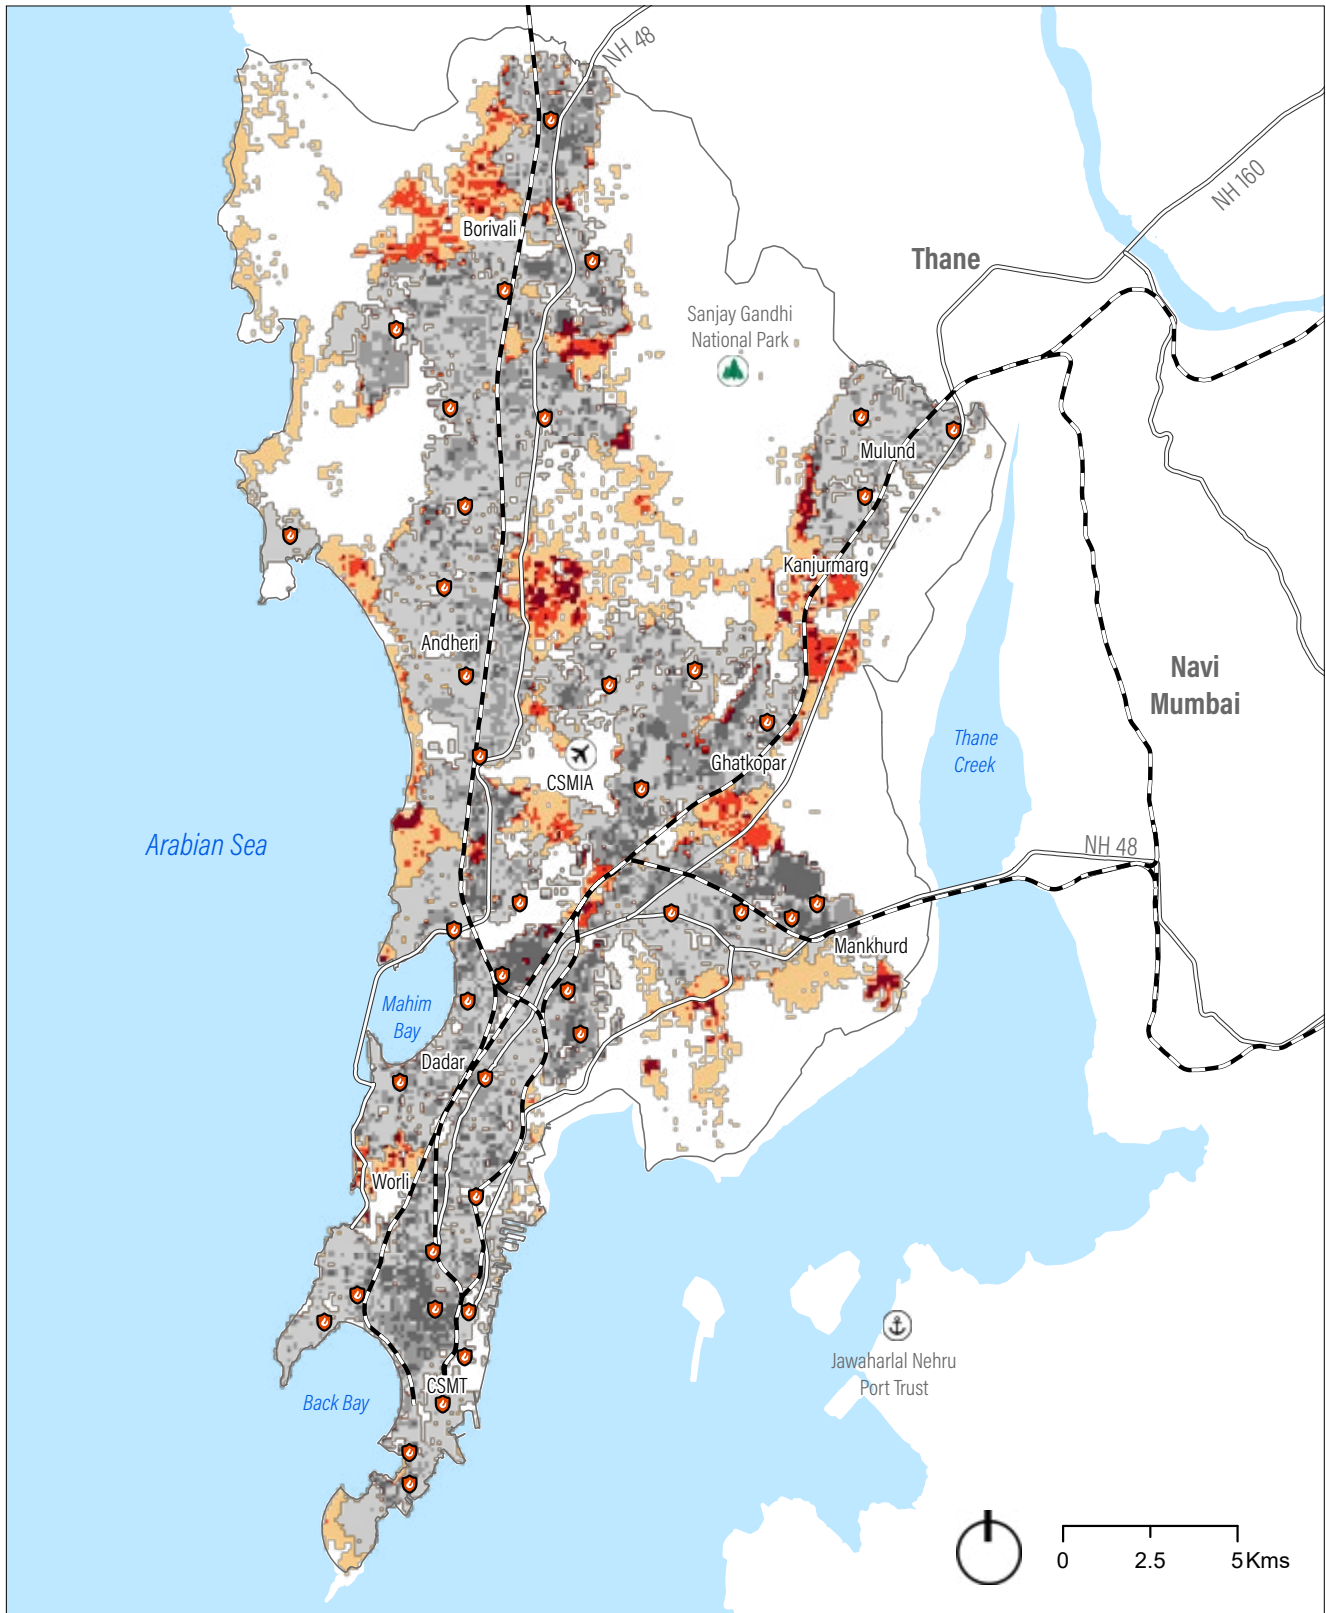 NH 48
NH 160
Borivali
Thane
Sanjay Gandhi
National Park
Mulund
Kanjurmarg
Andheri
Navi
Mumbai
Thane
Creek
Ghatkopar
CSMIA
Arabian Sea
NH 48
Mankhurd
Mahim
Bay
Dadar
Worli
Jawaharlal Nehru
Port Trust
CSMT
Back Bay
0 2.5 5Kms